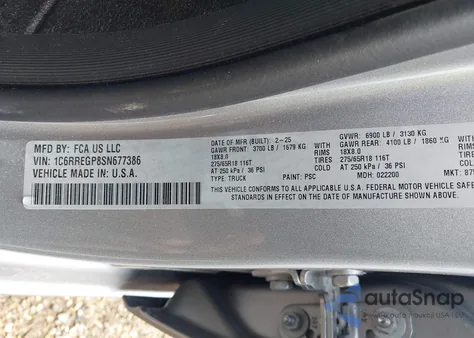 MFD BY: FCA US LLC
VIN: 1C6RREGP8SN677386
VEHICLE MADE IN: U.S.A.
DATE OF MFR (BUILT): 2-25
GAWR FRONT: 3700 LB / 1679 KG WITH
18X8.0 RIMS
275/65R18 116T TIRES
AT 250 kPa / 36 PSI
TYPE: TRUCK PAINT: PSC
GVWR: 6900 LB / 3130 KG
GAWR REAR: 4100 LB / 1860 KG WITH
18X8.0 RIMS
275/65R18 116T
AT 250 kPa / 36 PSI
MDH: 022200 MKT:
THIS VEHICLE CONFORMS TO ALL APPLICABLE U.S.A. FEDERAL MOTOR VEHICLE SAFE
STANDARDS IN EFFECT ON THE DATE OF MANUFACTURE SHOWN ABOVE.
autoSnap